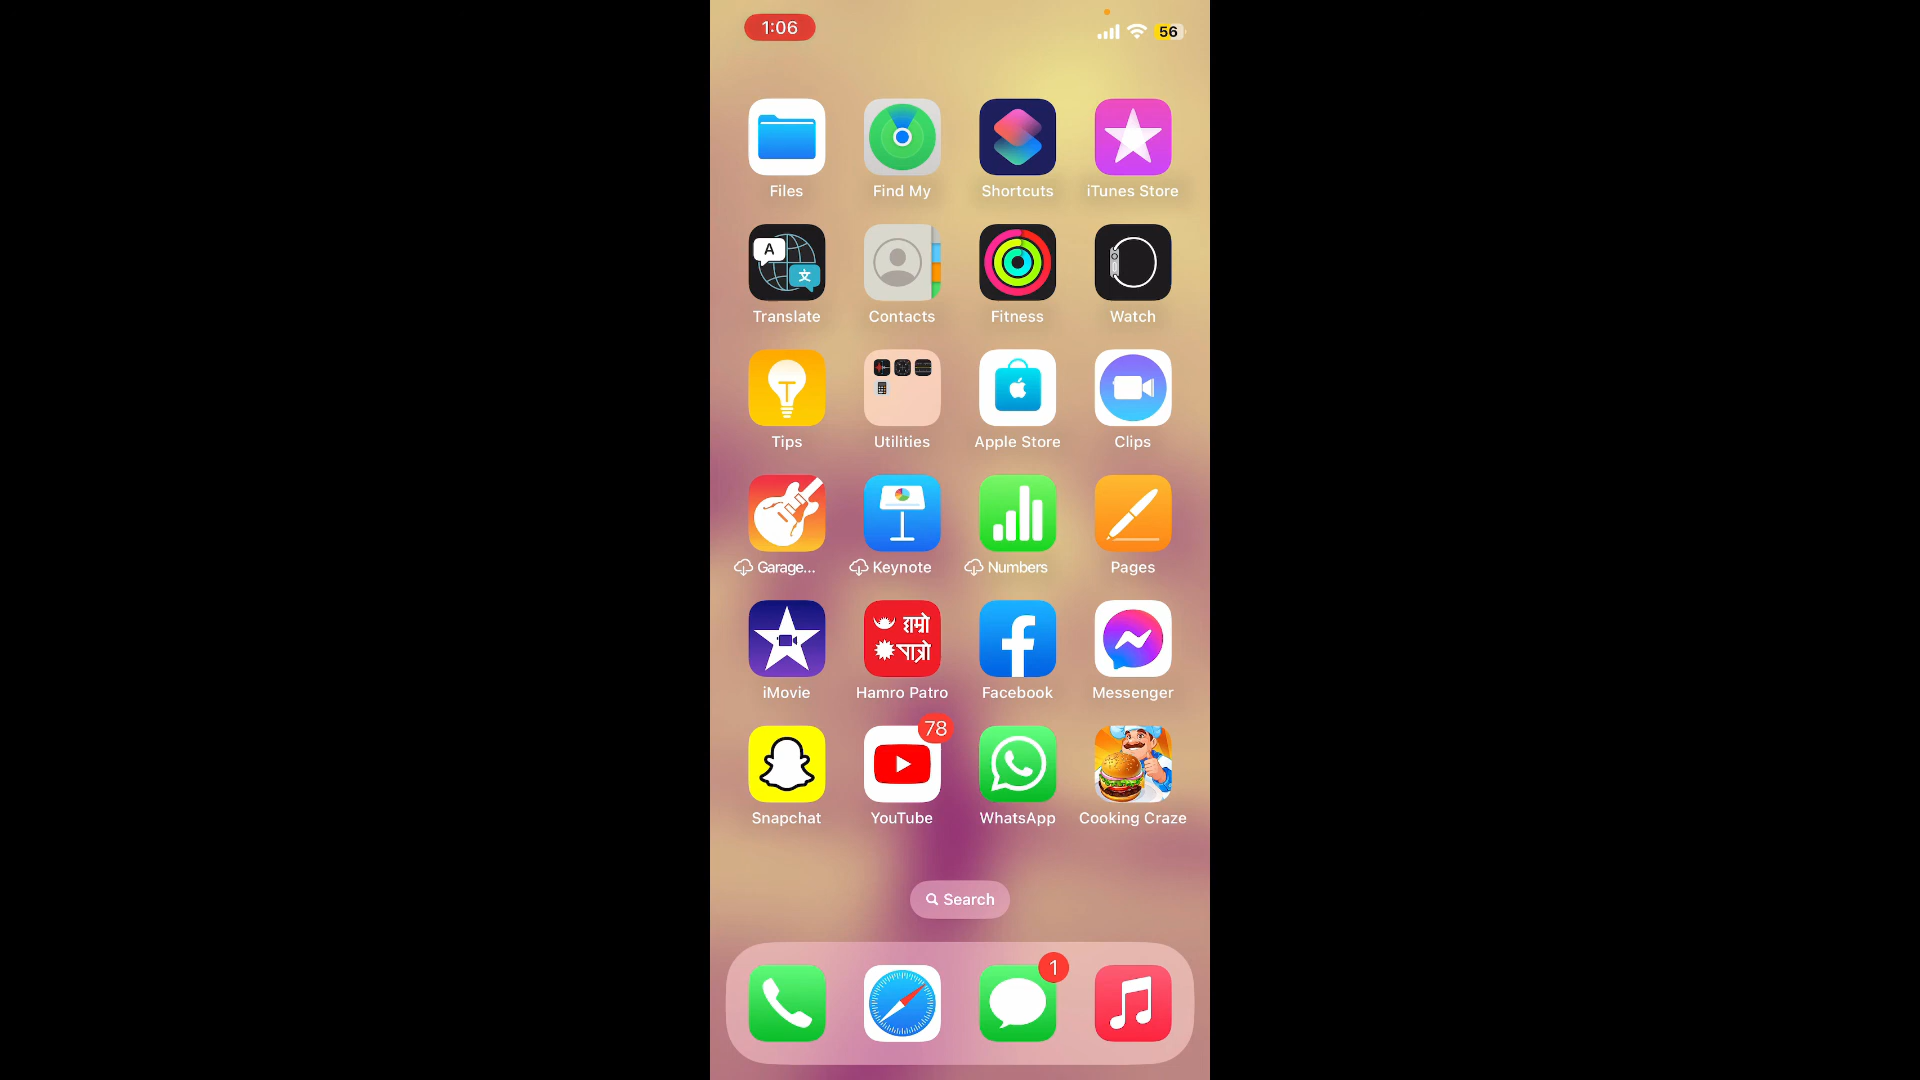 1:06
56
Files Find My Shortcuts iTunes Store
A 文
Translate Contacts Fitness Watch
Tips Utilities Apple Store Clips
Garage... Keynote Numbers Pages
हाम्रो
पात्रो
iMovie Hamro Patro Facebook Messenger
78
Snapchat YouTube WhatsApp Cooking Craze
Search
1